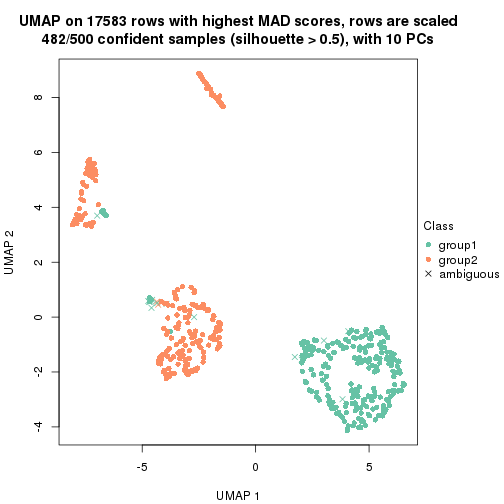 UMAP on 17583 rows with highest MAD scores, rows are scaled
482/500 confident samples (silhouette > 0.5), with 10 PCs
8
6
4
2
0
-2
-4
UMAP 2
-5
0
5
UMAP 1
Class
group1
group2
ambiguous